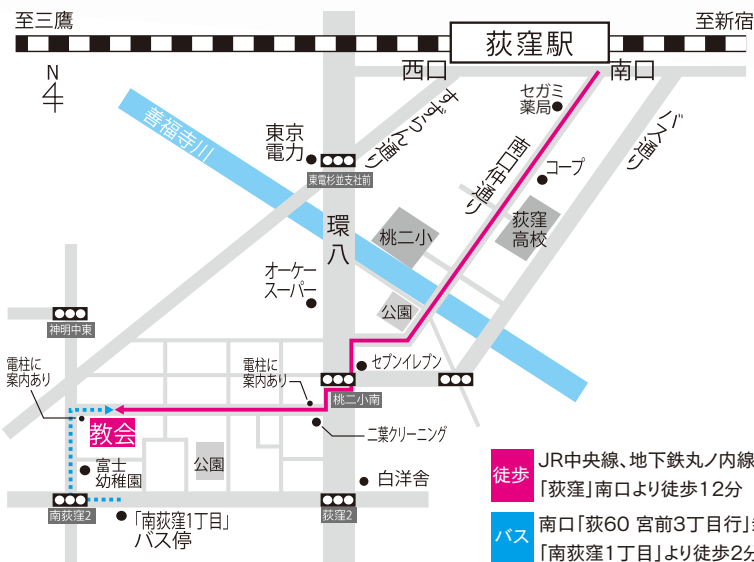 至三鷹
至新宿
荻窪駅
N
西口
南口
セガミ
薬局
すずらん通り
バス通り
善福寺川
東京
電力
東電杉並支社前
南口仲通り
コープ
環八
桃二小
荻窪
高校
オーケー
スーパー
公園
神明中東
電柱に
案内あり
電柱に
案内あり
セブンイレブン
桃二小南
教会
二葉クリーニング
富士
幼稚園
公園
白洋舎
南荻窪2
荻窪2
「南荻窪1丁目」
バス停
徒歩
JR中央線、地下鉄丸ノ内線
「荻窪」南口より徒歩12分
バス
南口「荻60 宮前3丁目行」
「南荻窪1丁目」より徒歩2分